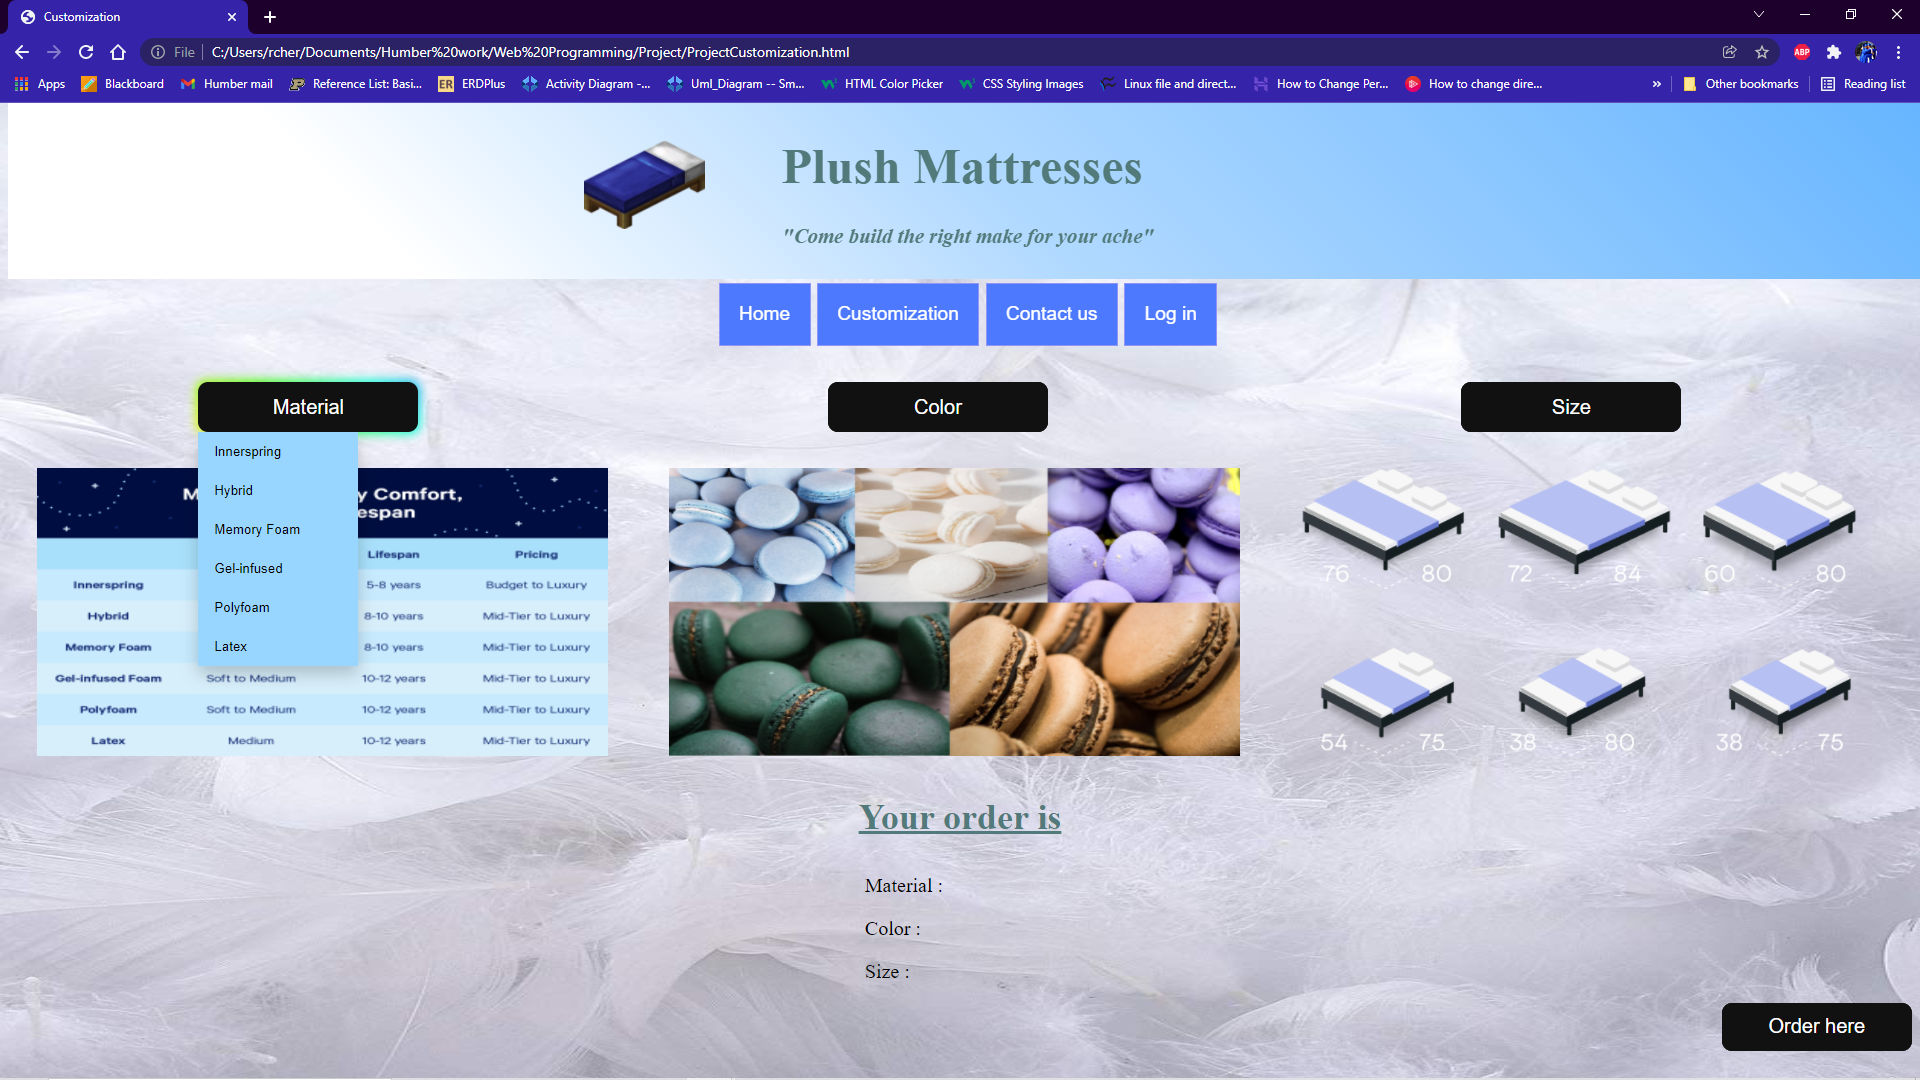 Customization
File
C:/Users/rcher/Documents/Humber%20work/Web%20Programming/Project/ProjectCustomization.html
ABP
Apps
Blackboard
Humber mail
Reference List: Basi...
ER
ERDPlus
Activity Diagram -...
Uml_Diagram -- Sm...
HTML Color Picker
CSS Styling Images
Linux file and direct...
How to Change Per...
How to change dire...
»
Other bookmarks
Reading list
Plush Mattresses
"Come build the right make for your ache"
Home
Customization
Contact us
Log in
Material
Color
Size
Innerspring
Hybrid
Memory Foam
Gel-infused
Polyfoam
Latex
y Comfort,
espan
Lifespan
Pricing
Innerspring
5-8 years
Budget to Luxury
Hybrid
8-10 years
Mid-Tier to Luxury
Memory Foam
8-10 years
Mid-Tier to Luxury
Gel-infused Foam
Soft to Medium
10-12 years
Mid-Tier to Luxury
Polyfoam
Soft to Medium
10-12 years
Mid-Tier to Luxury
Latex
Medium
10-12 years
Mid-Tier to Luxury
76 80
72 84
60 80
54 75
38 80
38 75
Your order is
Material :
Color :
Size :
Order here